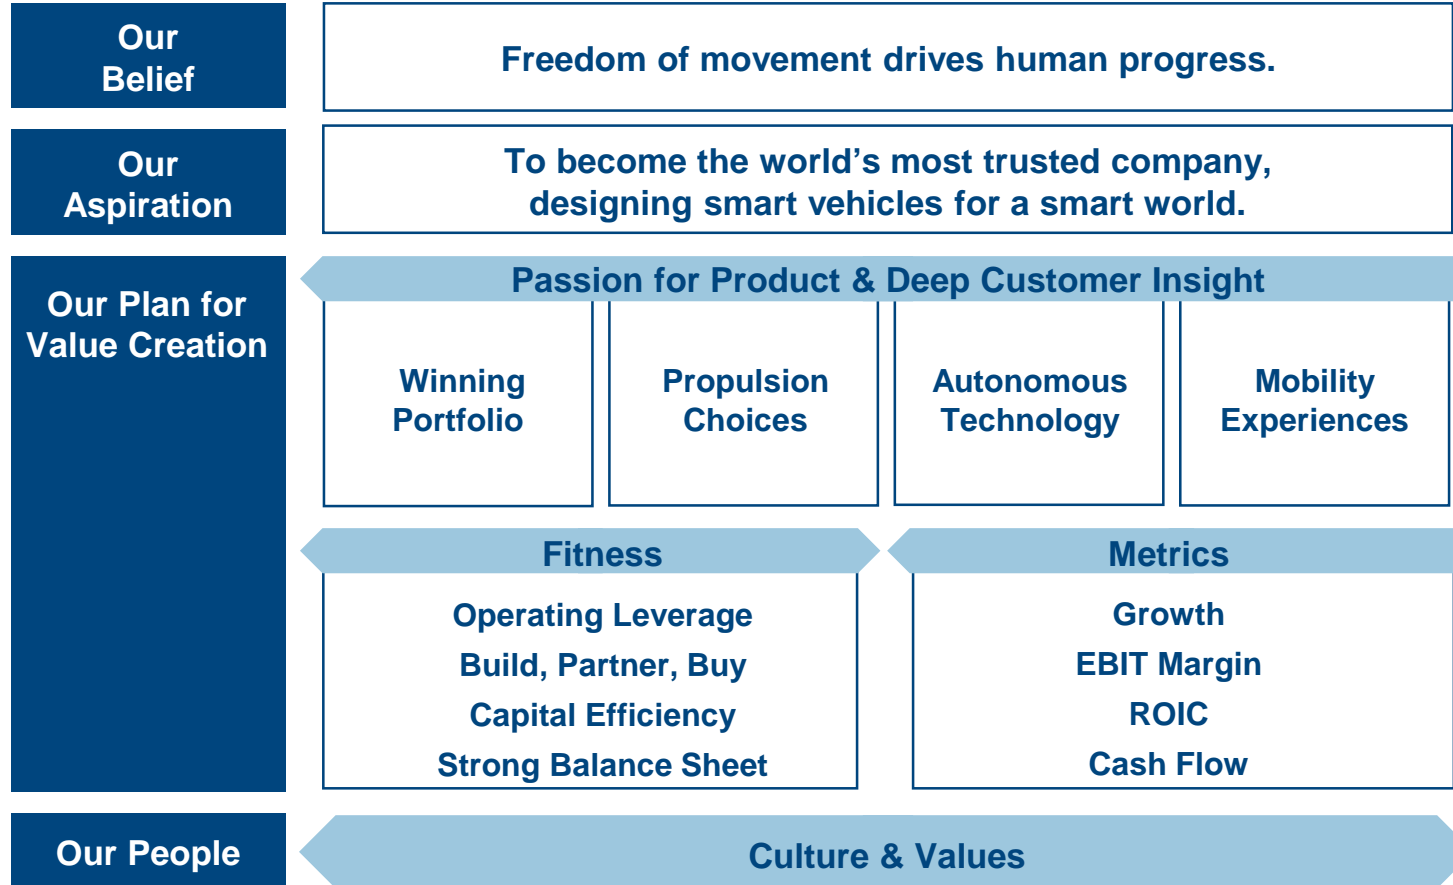 Our
Belief
Freedom of movement drives human progress.
Our
Aspiration
To become the world’s most trusted company,
designing smart vehicles for a smart world.
Our Plan for
Value Creation
Passion for Product & Deep Customer Insight
Winning
Portfolio
Propulsion
Choices
Autonomous
Technology
Mobility
Experiences
Fitness
Operating Leverage
Build, Partner, Buy
Capital Efficiency
Strong Balance Sheet
Metrics
Growth
EBIT Margin
ROIC
Cash Flow
Our People
Culture & Values